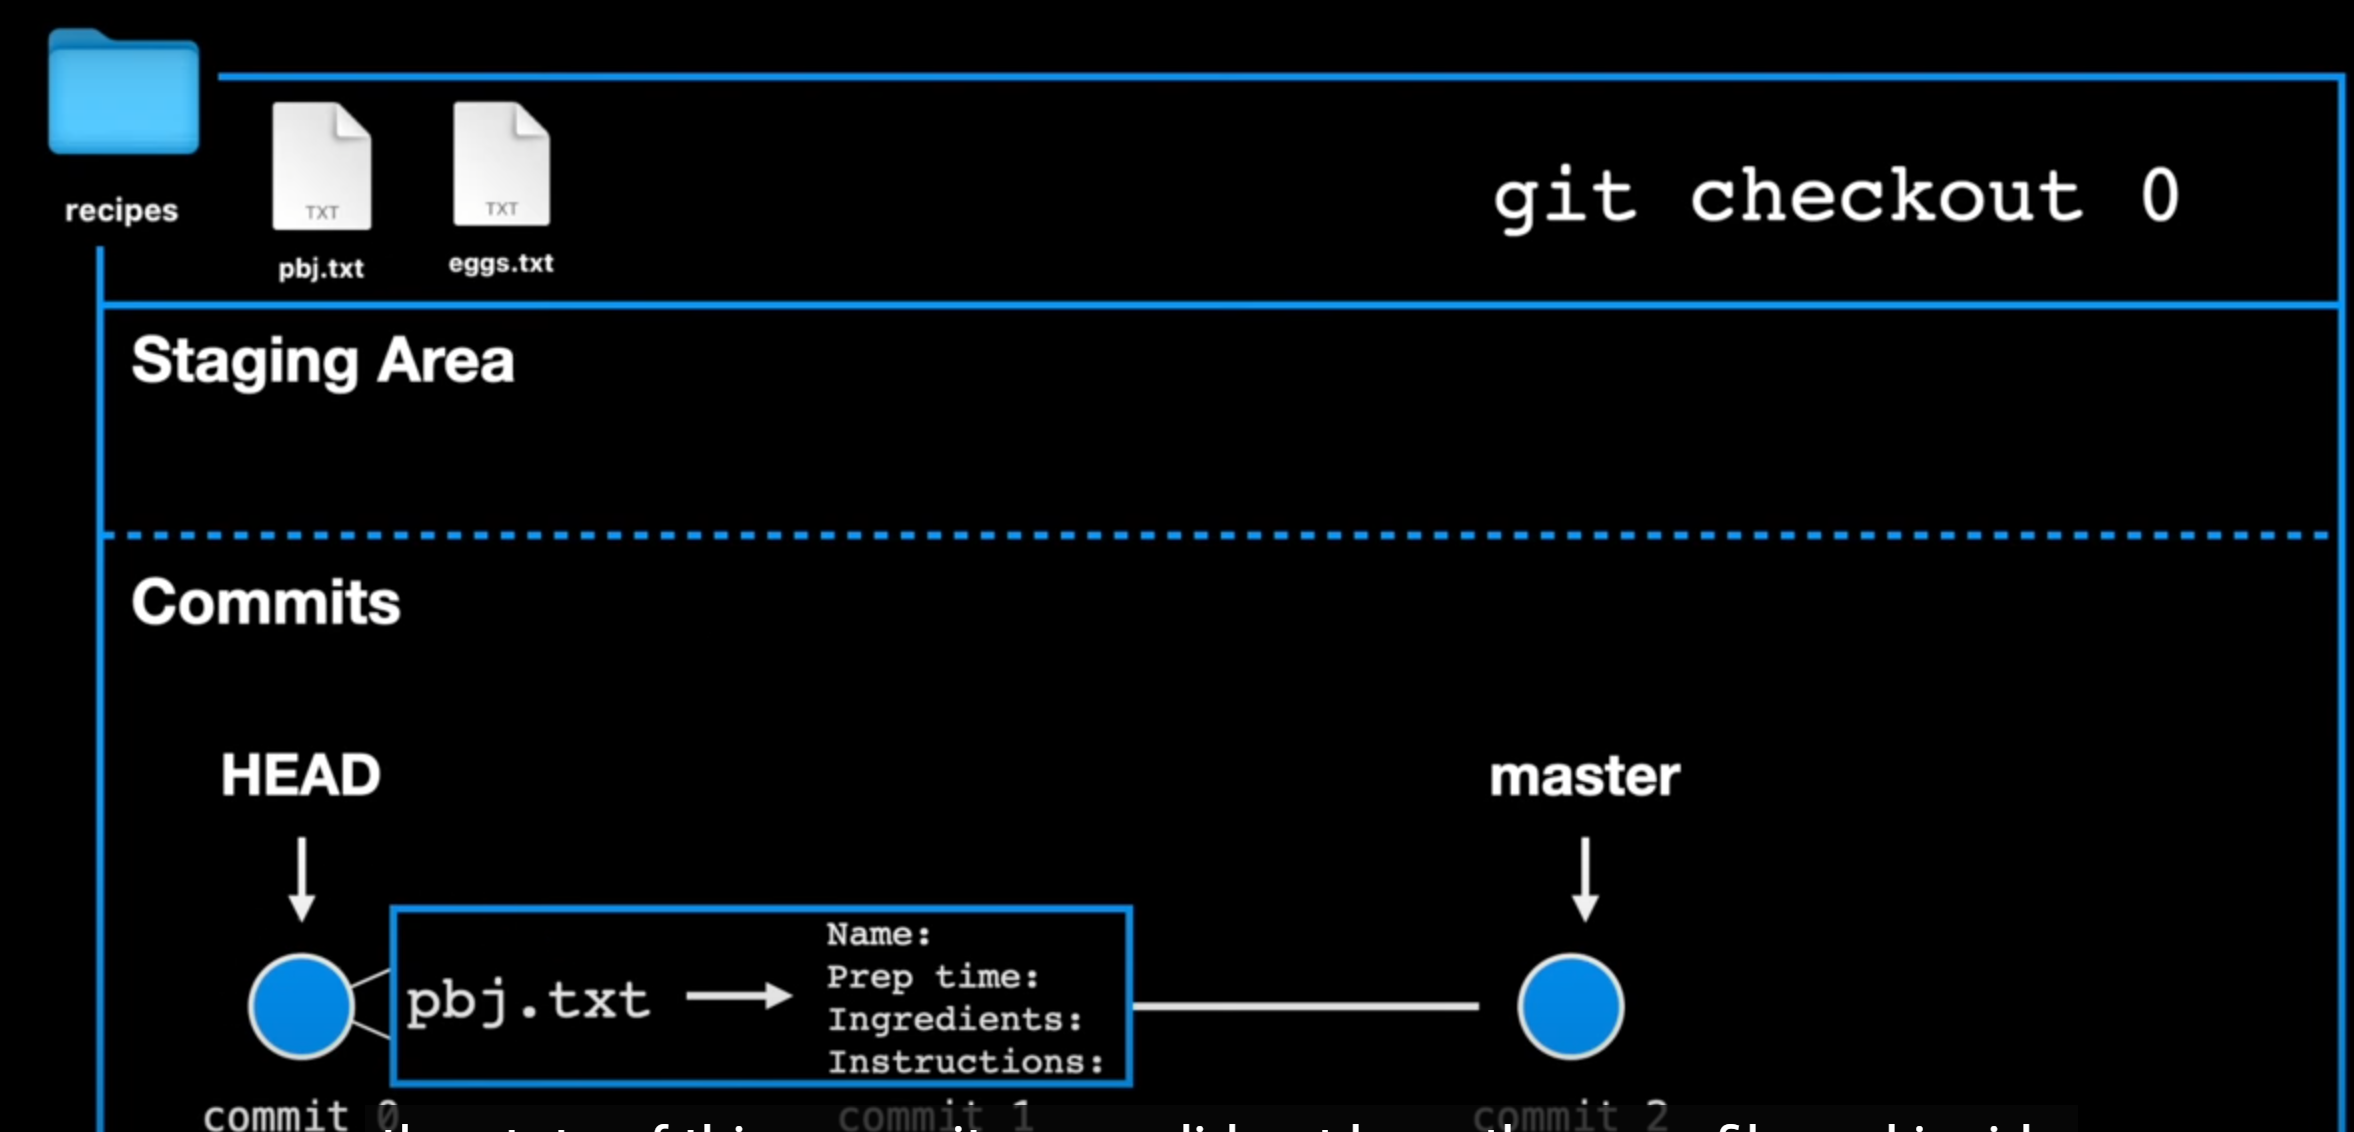 recipes
TXT
pbj.txt
TXT
eggs.txt
git checkout 0
Staging Area
Commits
HEAD
master
pbj.txt
Name:
Prep time:
Ingredients:
Instructions:
commit 0
commit 1
commit 2